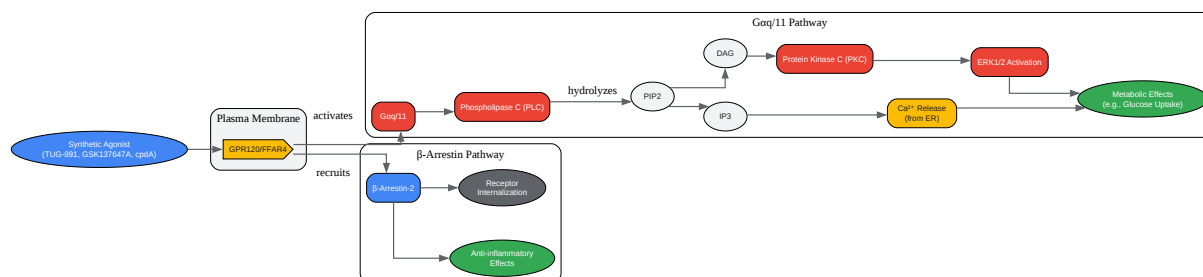 Gαq/11 Pathway
DAG
Protein Kinase C (PKC)
ERK1/2 Activation
hydrolyzes
PIP2
Metabolic Effects
(e.g., Glucose Uptake)
Phospholipase C (PLC)
Gαq/11
IP3
Ca²⁺ Release
(from ER)
Plasma Membrane
activates
Synthetic Agonist
(TUG-891, GSK137647A, cpdA)
GPR120/FFAR4
recruits
β-Arrestin Pathway
β-Arrestin-2
Receptor
Internalization
Anti-inflammatory
Effects